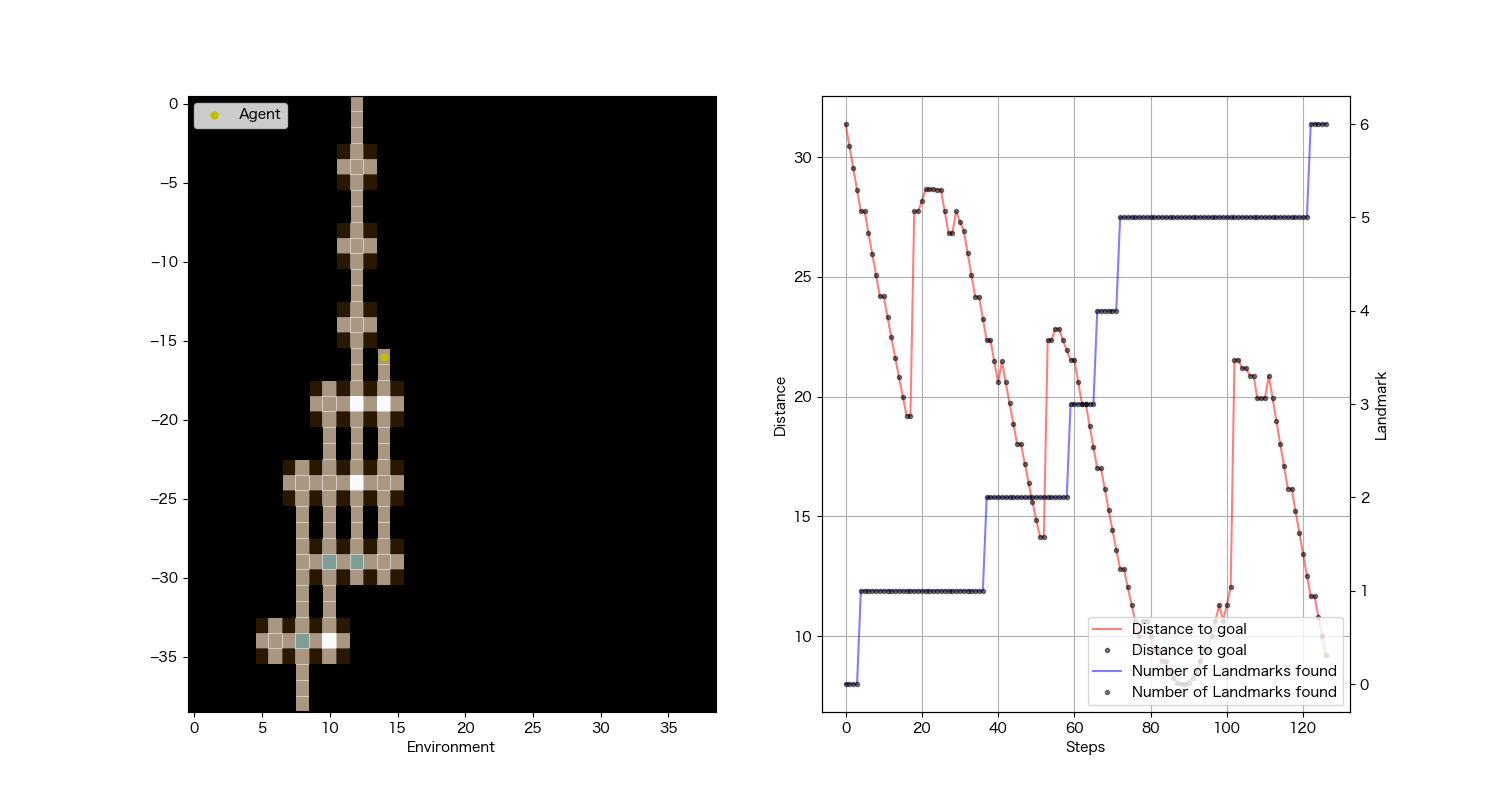 Agent
0
−5
−10
−15
−20
−25
−30
−35
0 5 10 15 20 25 30 35
Environment
30
25
20
15
10
Distance
6
5
4
3
2
1
0
Landmark
Distance to goal
Distance to goal
Number of Landmarks found
Number of Landmarks found
0 20 40 60 80 100 120
Steps